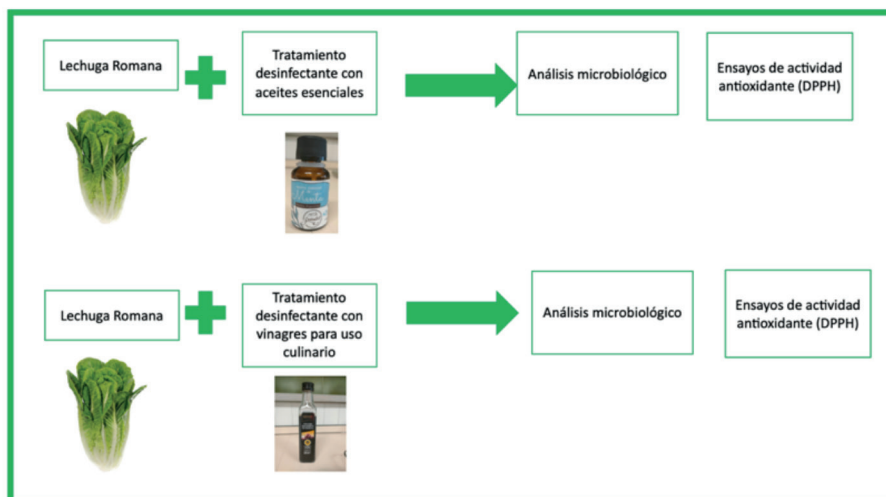 Lechuga Romana
Tratamiento
desinfectante con
aceites esenciales
Análisis microbiológico
Ensayos de actividad
antioxidante (DPPH)
Menta
Lechuga Romana
Tratamiento
desinfectante con
vinagres para uso
culinario
Análisis microbiológico
Ensayos de actividad
antioxidante (DPPH)